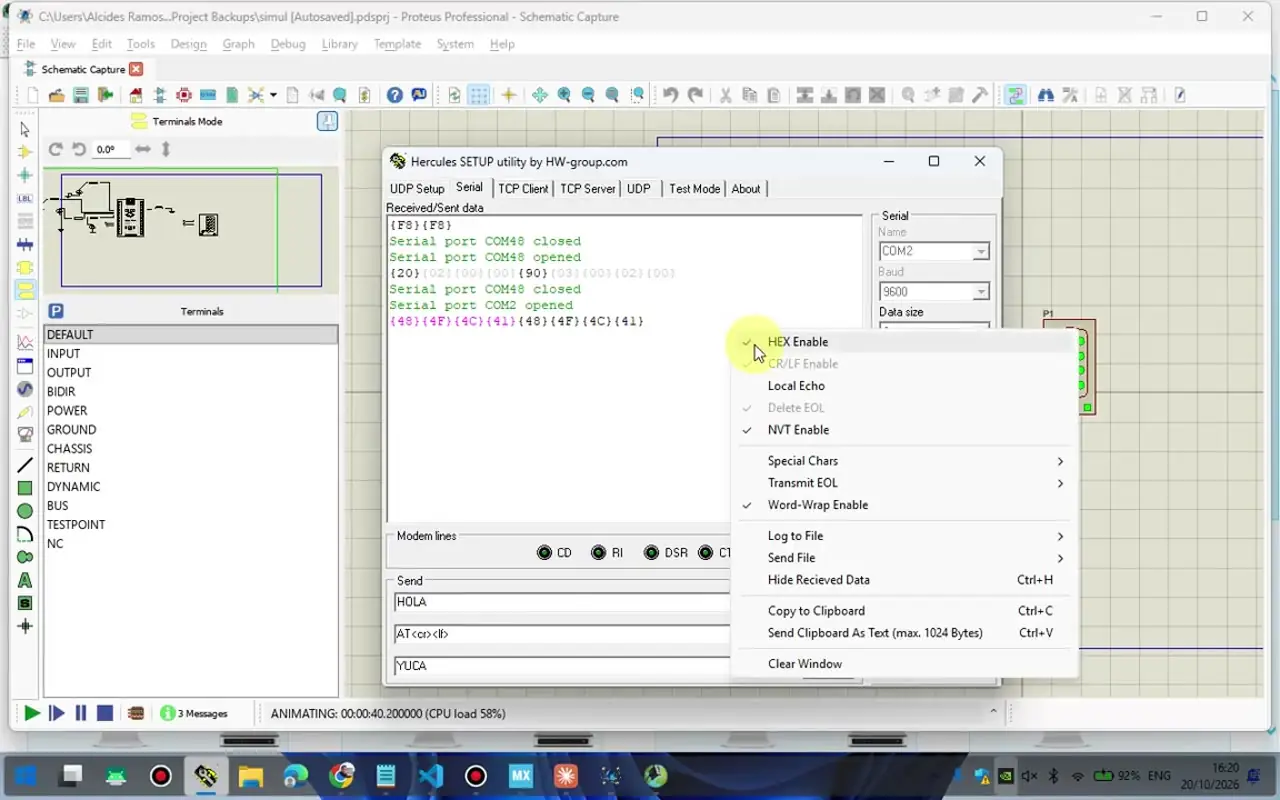 C:\Users\Alcides Ramos...Project Backups\simul [Autosaved].pdsprj - Proteus Professional - Schematic Capture
File View Edit Tools Design Graph Debug Library Template System Help
Schematic Capture
Terminals Mode
0.0°
LBL
P Terminals
DEFAULT
INPUT
OUTPUT
BIDIR
POWER
GROUND
CHASSIS
RETURN
DYNAMIC
BUS
TESTPOINT
NC
Hercules SETUP utility by HW-group.com
UDP Setup Serial TCP Client TCP Server UDP Test Mode About
Received/Sent data
{F8}{F8}
Serial port COM48 closed
Serial port COM48 opened
{20}{02}{00}{00}{90}{03}{00}{02}{00}
Serial port COM48 closed
Serial port COM2 opened
{48}{4F}{4C}{41}{48}{4F}{4C}{41}
Serial
Name
COM2
Baud
9600
Data size
P1
HEX Enable
CR/LF Enable
Local Echo
Delete EOL
NVT Enable
Special Chars
Transmit EOL
Word-Wrap Enable
Log to File
Send File
Hide Recieved Data Ctrl+H
Copy to Clipboard Ctrl+C
Send Clipboard As Text (max. 1024 Bytes) Ctrl+V
Clear Window
Modem lines
CD RI DSR CT
Send
HOLA
AT<cr><lf>
YUCA
3 Messages
ANIMATING: 00:00:40.200000 (CPU load 58%)
MX
92% ENG
16:20
20/10/2026